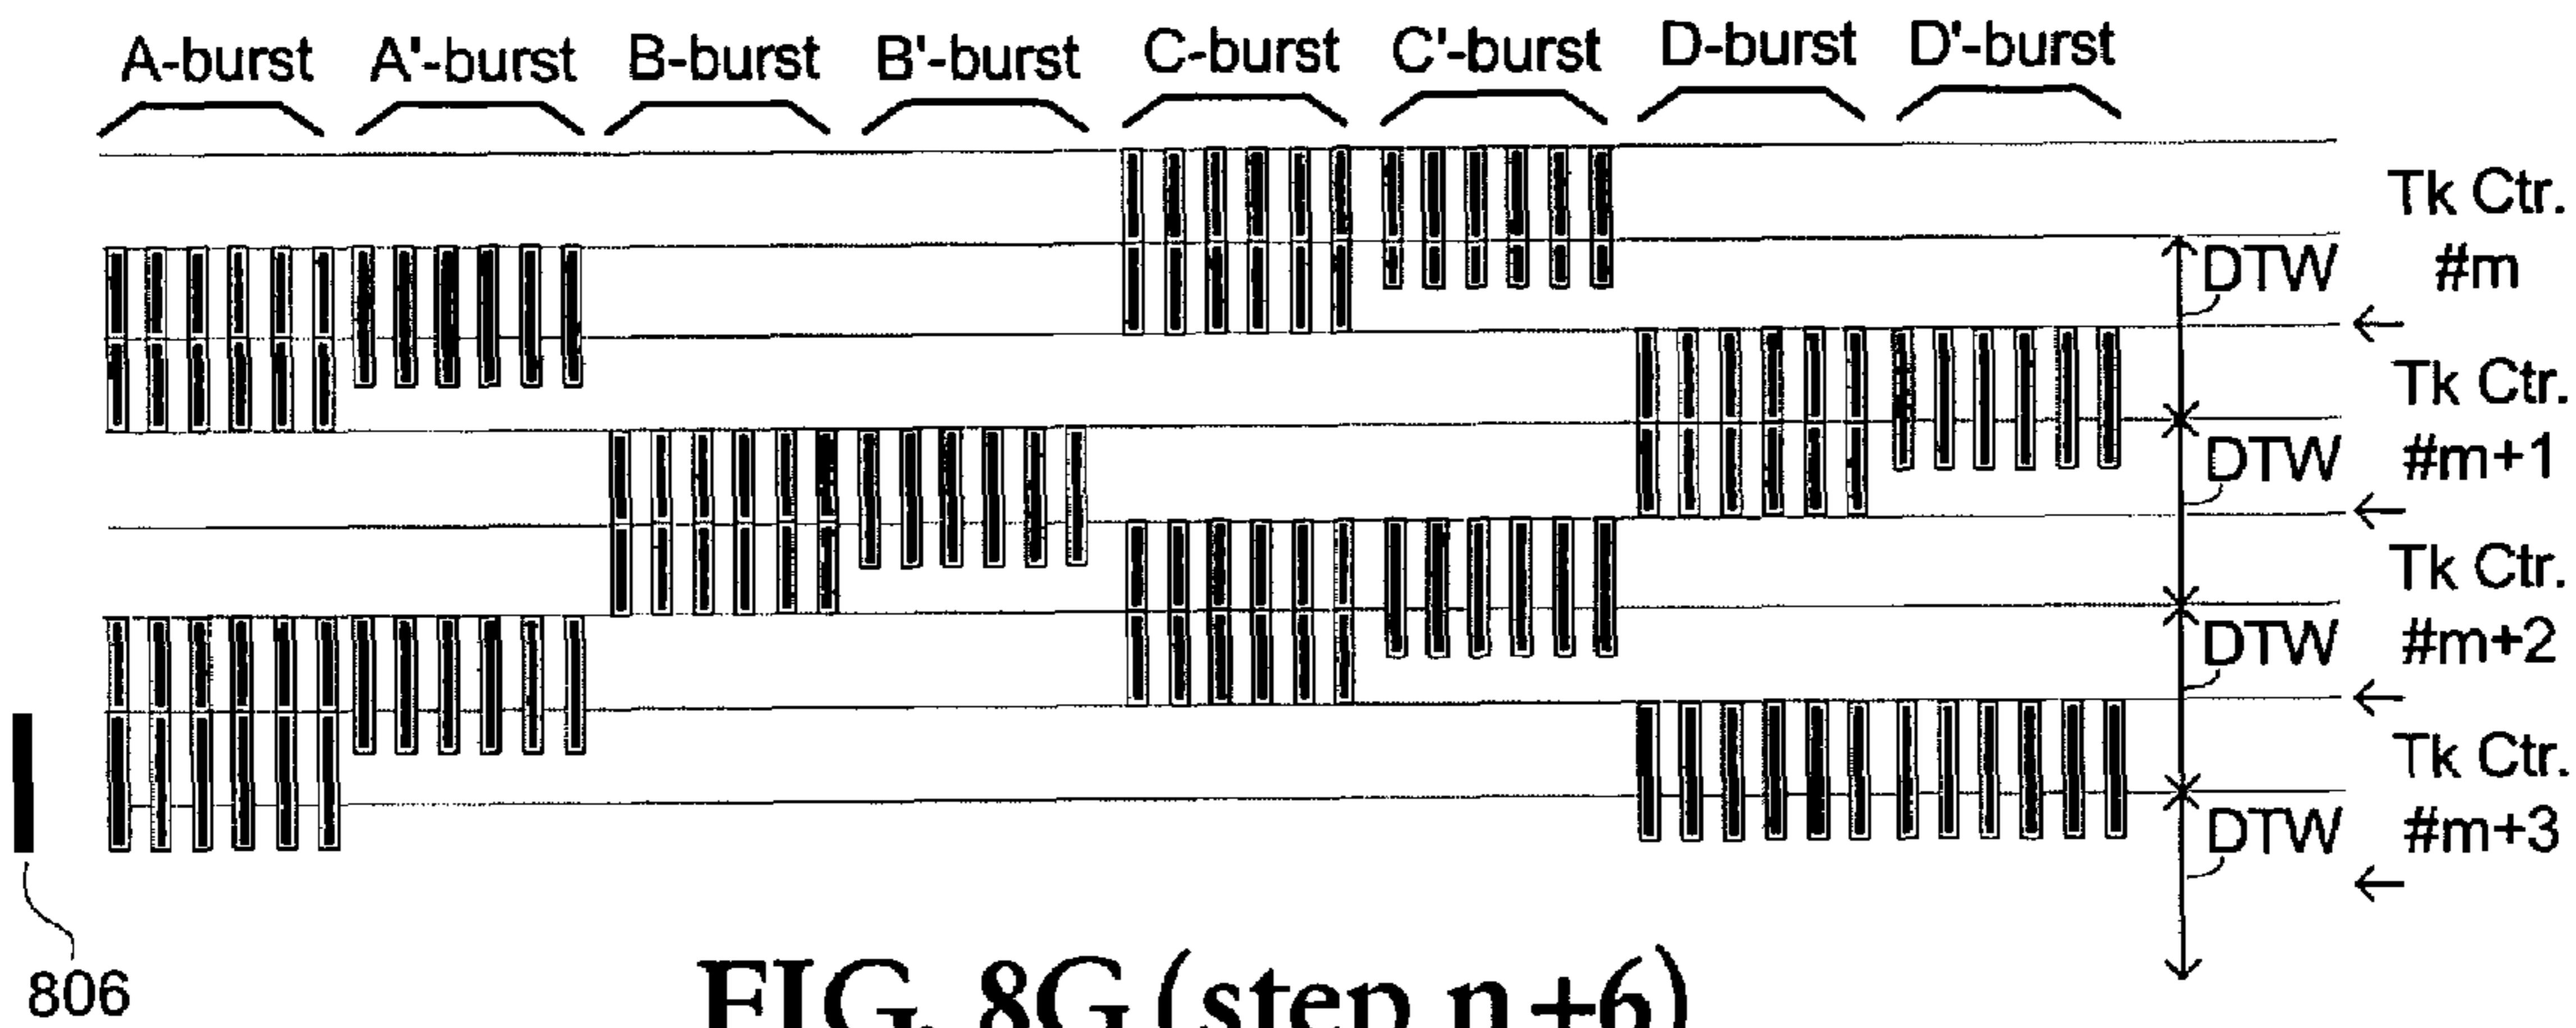 A-burst A'-burst B-burst B'-burst C-burst C'-burst D-burst D'-burst
Tk Ctr.
#m
DTW
Tk Ctr.
#m+1
DTW
Tk Ctr.
#m+2
DTW
Tk Ctr.
#m+3
DTW
806
FIG. 8G (step n+6)